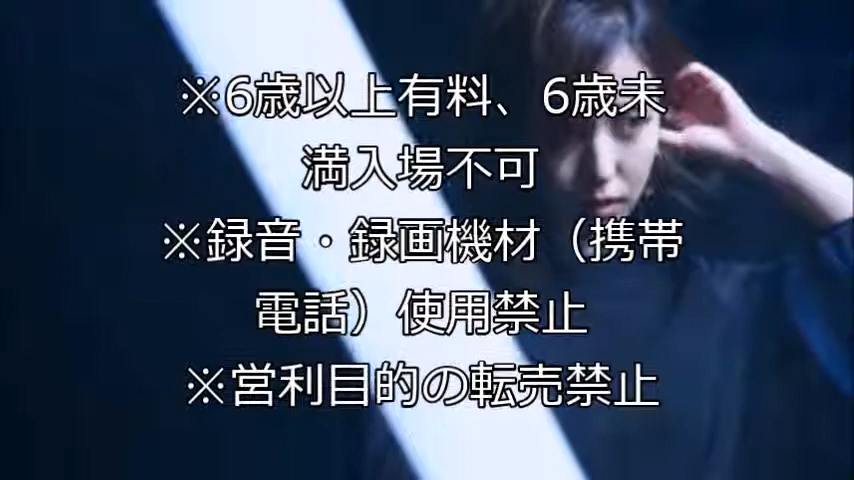 ※6歳以上有料、6歳未
満入場不可
※録音・録画機材（携帯
電話）使用禁止
※営利目的の転売禁止